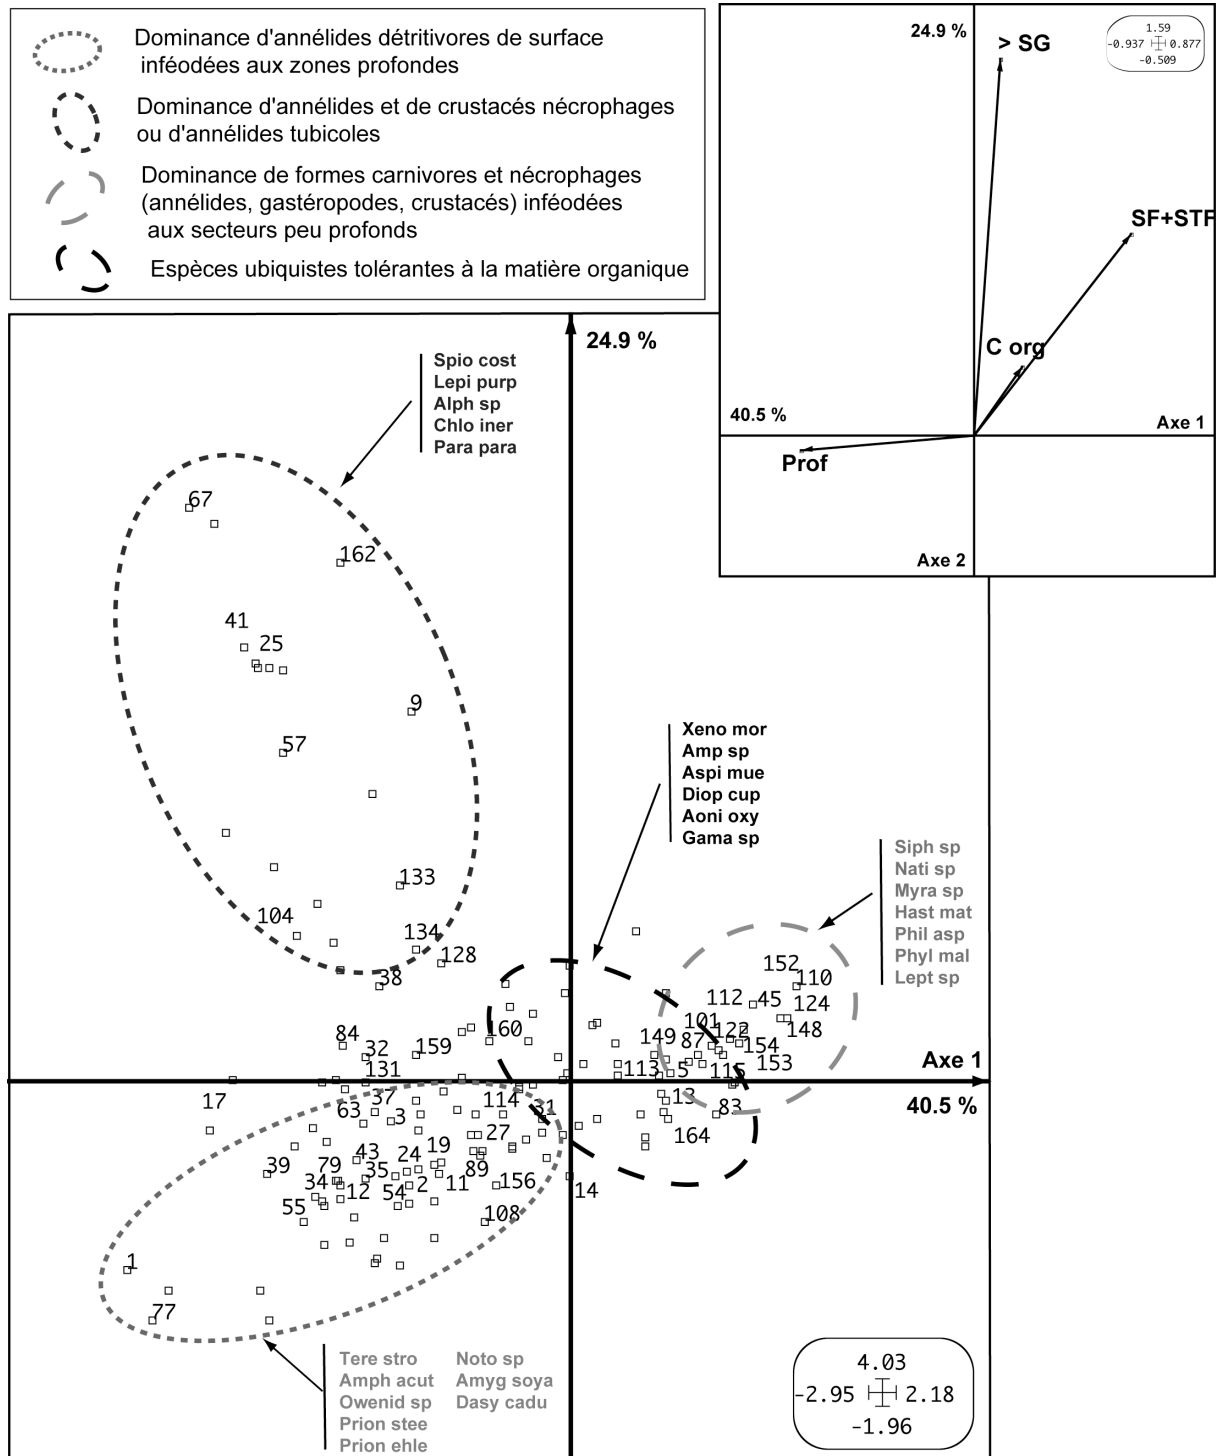 Dominance d'annélides détritivores de surface
inféodées aux zones profondes
Dominance d'annélides et de crustacés nécrophages
ou d'annélides tubicoles
Dominance de formes carnivores et nécrophages
(annélides, gastéropodes, crustacés) inféodées
aux secteurs peu profonds
Espèces ubiquistes tolérantes à la matière organique
24.9 %
> SG
1.59
-0.937 0.877
-0.509
SF+STF
C org
40.5 %
Axe 1
Prof
Axe 2
24.9 %
Spio cost
Lepi purp
Alph sp
Chlo iner
Para para
67
162
41
25
9
57
133
104
134
128
38
Xeno mor
Amp sp
Aspi mue
Diop cup
Aoni oxy
Gama sp
Siph sp
Nati sp
Myra sp
Hast mat
Phil asp
Phyl mal
Lept sp
152
110
112 45 124
101 122 148
160
84
32 159
149 87 154
131
113 5 115 153
Axe 1
40.5 %
17
37
63 3
114 31
13 83
27
164
43 24 19
39 79 35 89
34 12 54 2 11 156 14
55
108
1
77
Tere stro
Amph acut
Owenid sp
Prion stee
Prion ehle
Noto sp
Amyg soya
Dasy cadu
4.03
-2.95 2.18
-1.96